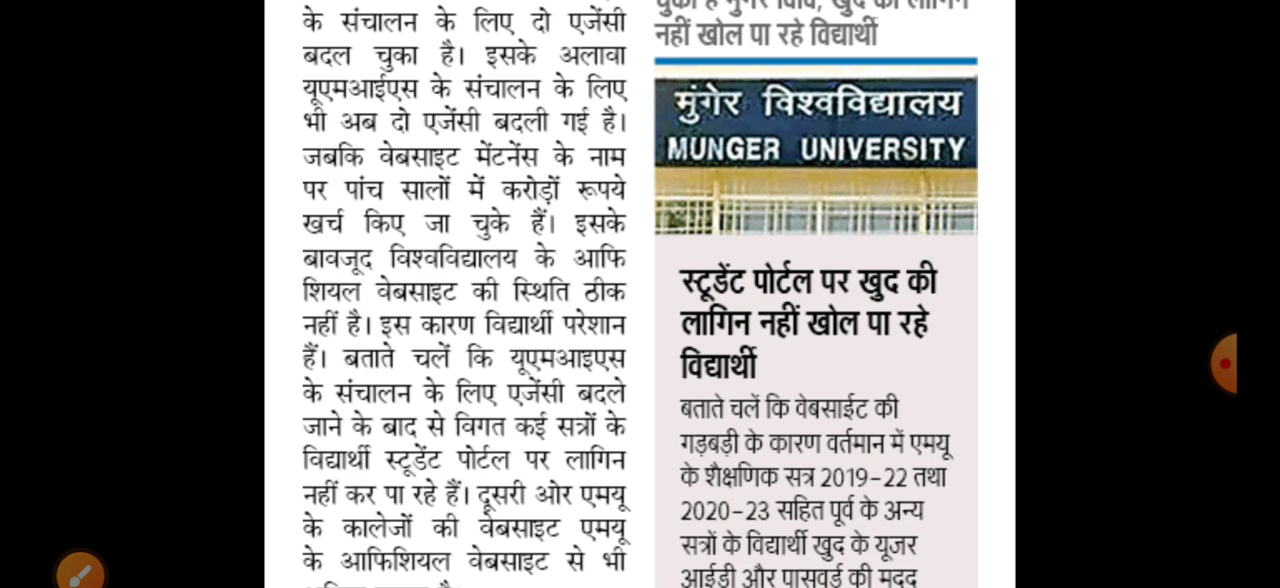 के संचालन के लिए दो एजेंसी
बदल चुका है। इसके अलावा
यूएमआईएस के संचालन के लिए
भी अब दो एजेंसी बदली गई है।
जबकि वेबसाइट मेंटनेंस के नाम
पर पांच सालों में करोड़ों रूपये
खर्च किए जा चुके हैं। इसके
बावजूद विश्वविद्यालय के आफि
शियल वेबसाइट की स्थिति ठीक
नहीं है। इस कारण विद्यार्थी परेशान
हैं। बताते चलें कि यूएमआइएस
के संचालन के लिए एजेंसी बदले
जाने के बाद से विगत कई सत्रों के
विद्यार्थी स्टूडेंट पोर्टल पर लागिन
नहीं कर पा रहे हैं। दूसरी ओर एमयू
के कालेजों की वेबसाइट एमयू
के आफिशियल वेबसाइट से भी
नहीं खोल पा रहे विद्यार्थी
मुंगेर विश्वविद्यालय
MUNGER UNIVERSITY
स्टूडेंट पोर्टल पर खुद की
लागिन नहीं खोल पा रहे
विद्यार्थी
बताते चलें कि वेबसाईट की
गड़बड़ी के कारण वर्तमान में एमयू
के शैक्षणिक सत्र 2019-22 तथा
2020-23 सहित पूर्व के अन्य
सत्रों के विद्यार्थी खुद के यूजर
आईडी और पासवर्ड की मदद